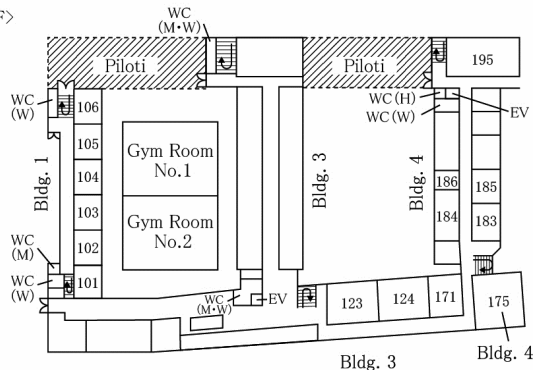 F>
WC
(M·W)
Piloti
Piloti
195
WC
(W)
106
WC(H)
EV
WC(W)
105
Gym Room
No.1
104
186
185
Bldg. 1
Bldg. 3
Bldg. 4
103
Gym Room
No.2
184
183
WC
(M)
102
WC
(W)
101
WC
(M·W)
EV
123
124
171
175
Bldg. 3
Bldg. 4